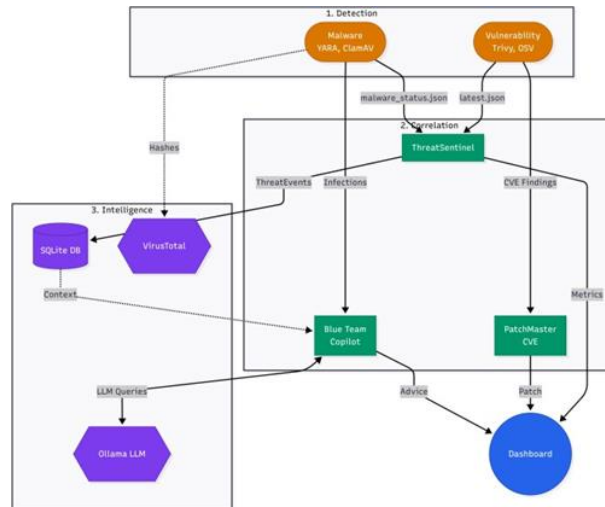 1. Detection
Malware
YARA, ClamAV
Vulnerability
Trivy, OSV
malware_status.json
latest.json
2. Correlation
Hashes
ThreatSentinel
ThreatEvents
Infections
CVE Findings
3. Intelligence
SQLite DB
VirusTotal
Context
Metrics
Blue Team
Copilot
PatchMaster
CVE
LLM Queries
Advice
Patch
Ollama LLM
Dashboard